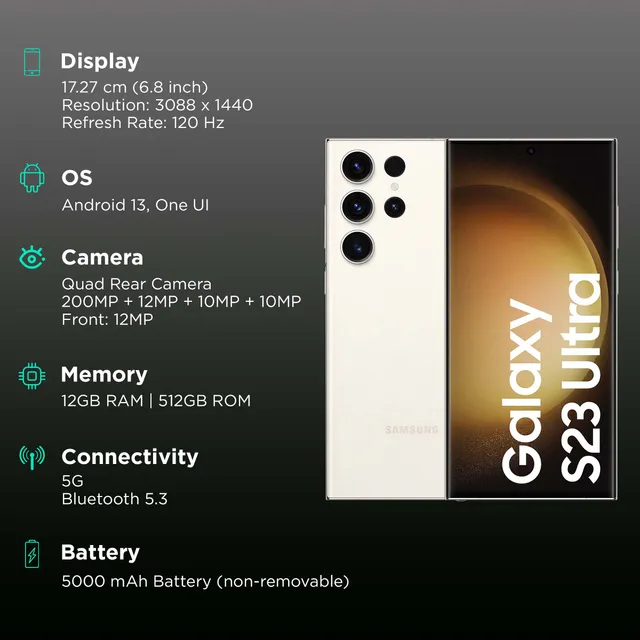 Display
17.27 cm (6.8 inch)
Resolution: 3088 x 1440
Refresh Rate: 120 Hz
OS
Android 13, One UI
Camera
Quad Rear Camera
200MP + 12MP + 10MP + 10MP
Front: 12MP
Memory
12GB RAM | 512GB ROM
Connectivity
5G
Bluetooth 5.3
Battery
5000 mAh Battery (non-removable)
SAMSUNG
Galaxy
S23 Ultra